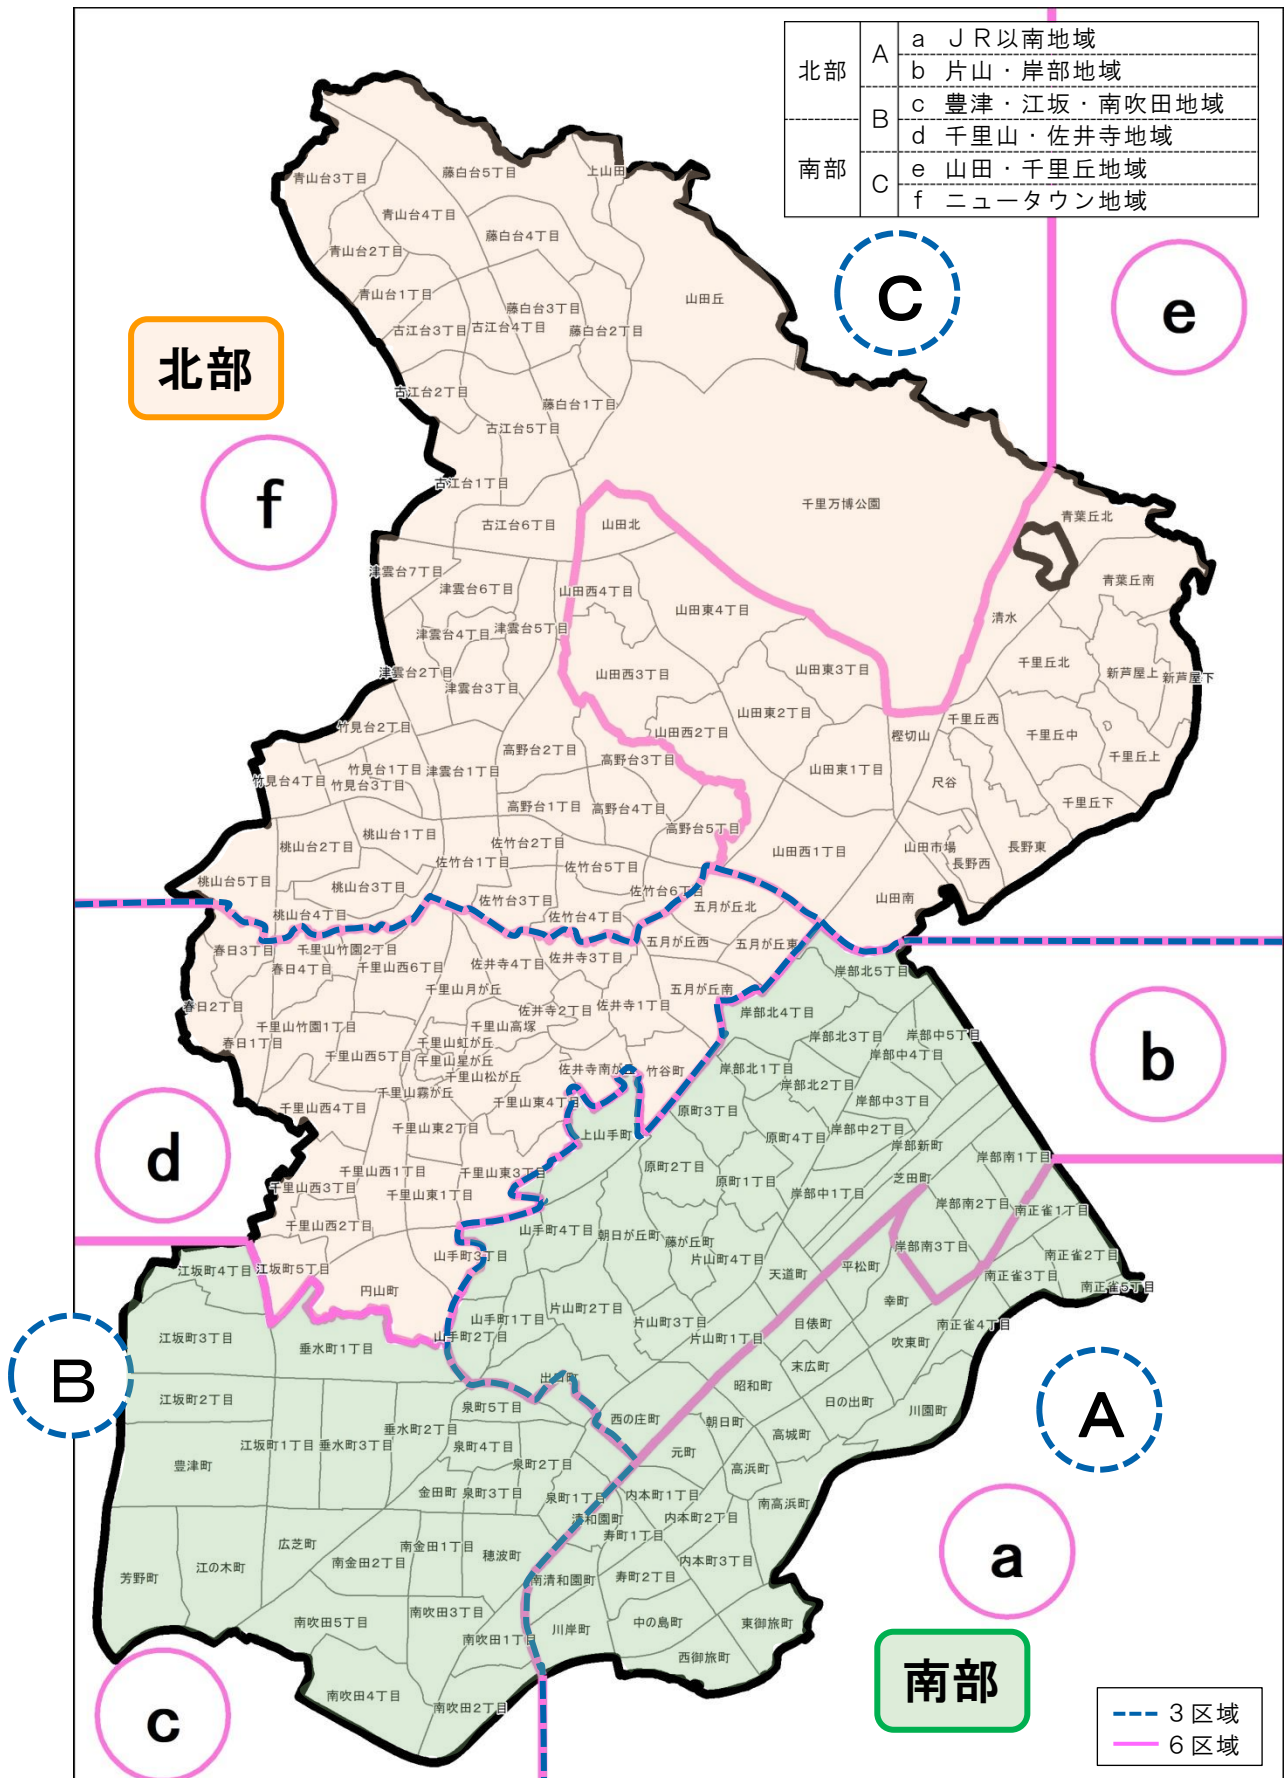 北部
A
a ＪＲ以南地域
b 片山・岸部地域
B
c 豊津・江坂・南吹田地域
南部
d 千里山・佐井寺地域
C
e 山田・千里丘地域
f ニュータウン地域
C
e
北部
f
青山台3丁目
藤白台5丁目
上山田
青山台4丁目
藤白台4丁目
青山台2丁目
青山台1丁目
山田丘
藤白台3丁目
古江台3丁目
古江台4丁目
藤白台2丁目
古江台2丁目
藤白台1丁目
古江台5丁目
古江台1丁目
千里万博公園
古江台6丁目
山田北
青葉丘北
津雲台7丁目
津雲台6丁目
山田西4丁目
青葉丘南
山田東4丁目
清水
津雲台4丁目
津雲台5丁目
津雲台2丁目
山田西3丁目
山田東3丁目
千里丘北
新芦屋上
新芦屋下
津雲台3丁目
竹見台2丁目
山田東2丁目
千里丘西
山田西2丁目
樫切山
千里丘中
高野台2丁目
高野台3丁目
千里丘上
竹見台1丁目
津雲台1丁目
竹見台4丁目
竹見台3丁目
山田東1丁目
尺谷
高野台1丁目
高野台4丁目
千里丘下
高野台5丁目
桃山台1丁目
桃山台2丁目
佐竹台2丁目
山田西1丁目
山田市場
長野東
佐竹台1丁目
佐竹台5丁目
長野西
桃山台5丁目
桃山台3丁目
佐竹台3丁目
佐竹台6丁目
山田南
桃山台4丁目
佐竹台4丁目
五月が丘北
春日3丁目
千里山竹園2丁目
五月が丘西
五月が丘東
春日4丁目
千里山西6丁目
佐井寺4丁目
佐井寺3丁目
岸部北5丁目
千里山月が丘
五月が丘南
春日2丁目
佐井寺2丁目
佐井寺1丁目
岸部北4丁目
千里山竹園1丁目
千里山高塚
春日1丁目
千里山虹が丘
岸部北3丁目
岸部中5丁目
千里山西5丁目
千里山星が丘
岸部中4丁目
千里山松が丘
佐井寺南が丘
竹谷町
岸部北1丁目
岸部北2丁目
千里山霧が丘
千里山東4丁目
千里山西4丁目
原町3丁目
岸部中3丁目
千里山東2丁目
上山手町
原町4丁目
岸部中2丁目
岸部新町
千里山西1丁目
千里山東3丁目
原町2丁目
岸部南1丁目
千里山西3丁目
千里山東1丁目
原町1丁目
岸部中1丁目
芝田町
岸部南2丁目
南正雀1丁目
千里山西2丁目
山手町4丁目
朝日が丘町
藤が丘町
岸部南3丁目
山手町3丁目
片山町4丁目
南正雀2丁目
江坂町4丁目
江坂町5丁目
天道町
平松町
南正雀3丁目
南正雀5丁目
円山町
幸町
山手町1丁目
片山町2丁目
片山町3丁目
目俵町
南正雀4丁目
江坂町3丁目
山手町2丁目
片山町1丁目
吹東町
垂水町1丁目
末広町
出口町
昭和町
江坂町2丁目
日の出町
泉町5丁目
川園町
西の庄町
朝日町
垂水町2丁目
高城町
江坂町1丁目
垂水町3丁目
泉町4丁目
元町
豊津町
泉町2丁目
高浜町
金田町
泉町3丁目
泉町1丁目
内本町1丁目
南高浜町
清和園町
内本町2丁目
寿町1丁目
広芝町
南金田1丁目
穂波町
南金田2丁目
内本町3丁目
江の木町
芳野町
南清和園町
寿町2丁目
南吹田3丁目
南吹田5丁目
中の島町
東御旅町
南吹田1丁目
川岸町
西御旅町
南吹田4丁目
南吹田2丁目
d
b
B
A
a
c
南部
3区域
6区域